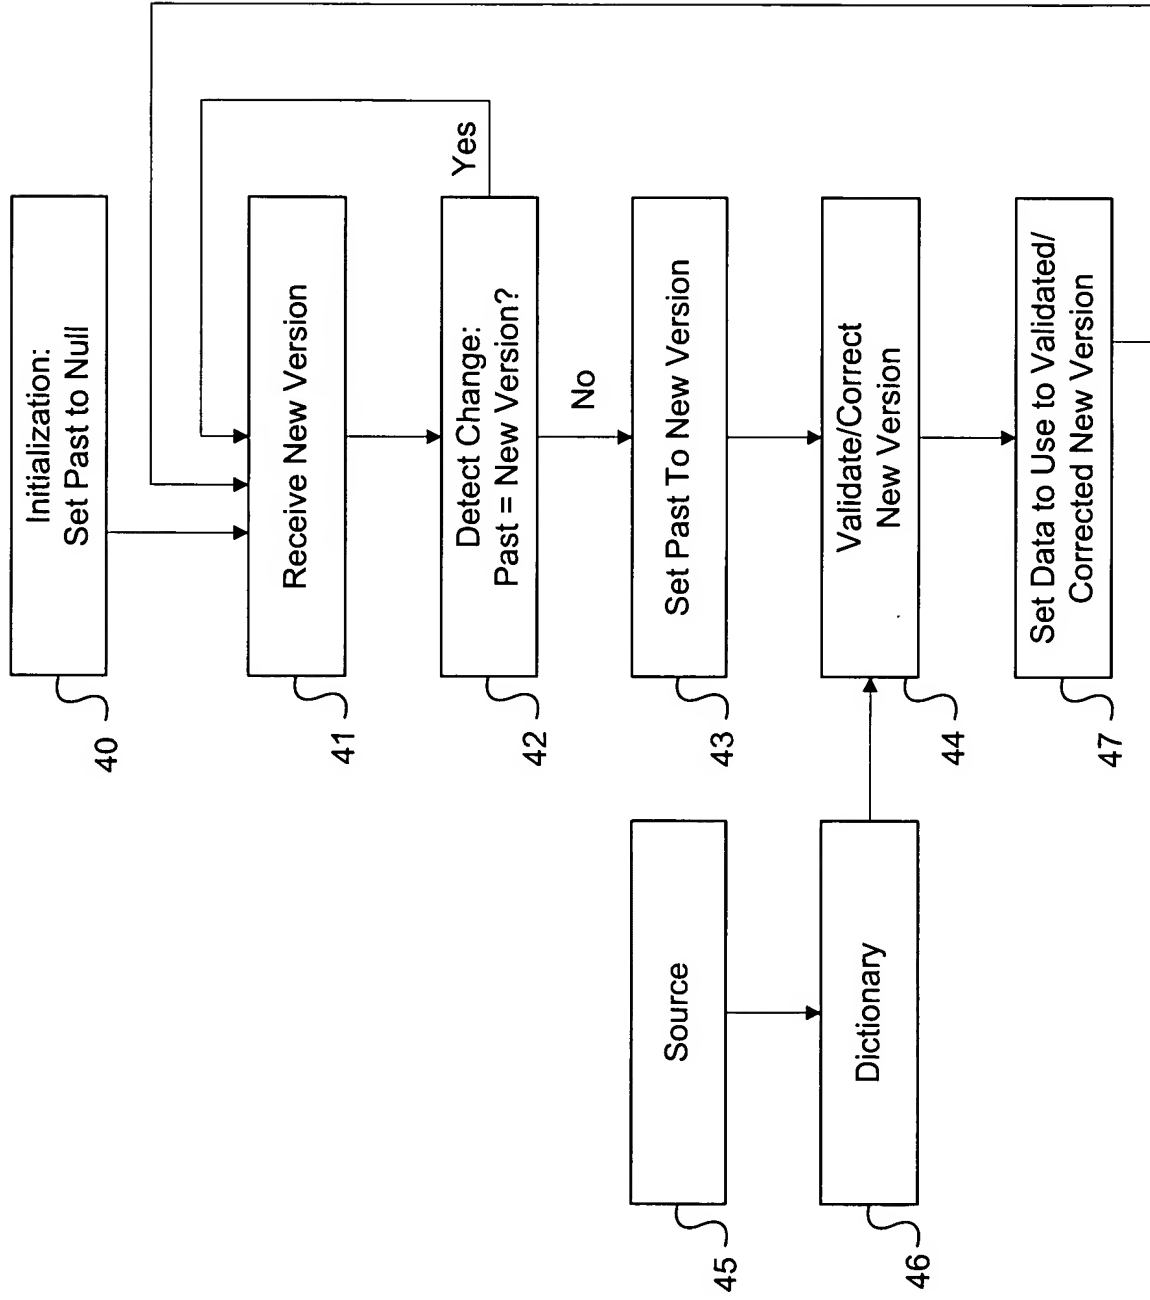 Initialization:
Set Past to Null
40
Receive New Version
41
Detect Change:
Past = New Version?
42
Yes
No
Set Past To New Version
43
Validate/Correct
New Version
44
Source
45
Dictionary
46
Set Data to Use to Validated/
Corrected New Version
47